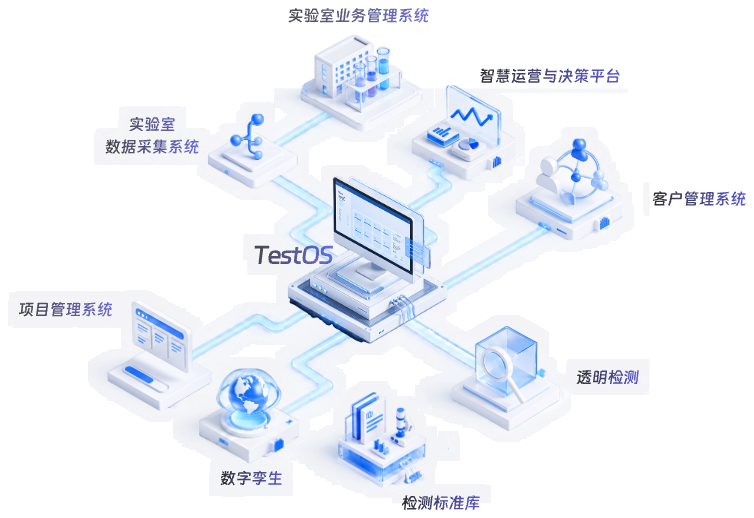 实验室业务管理系统
智慧运营与决策平台
实验室
数据采集系统
客户管理系统
TestOS
项目管理系统
透明检测
数字孪生
检测标准库